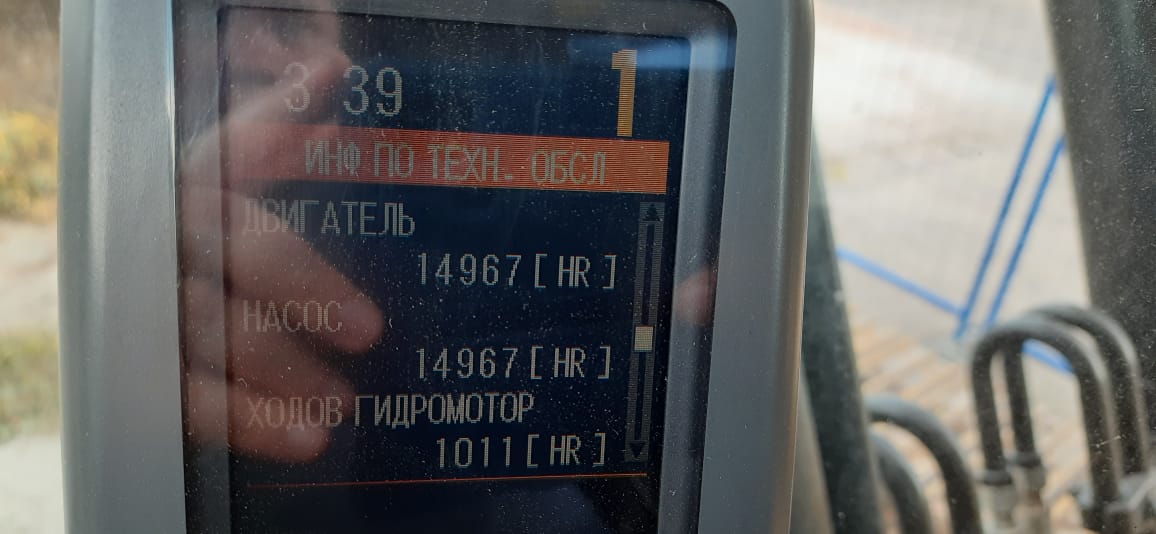 3 39
1
ИНФ ПО ТЕХН. ОБСЛ
ДВИГАТЕЛЬ
14967[HR]
НАСОС
14967[HR]
ХОДОВ ГИДРОМОТОР
1011[HR]